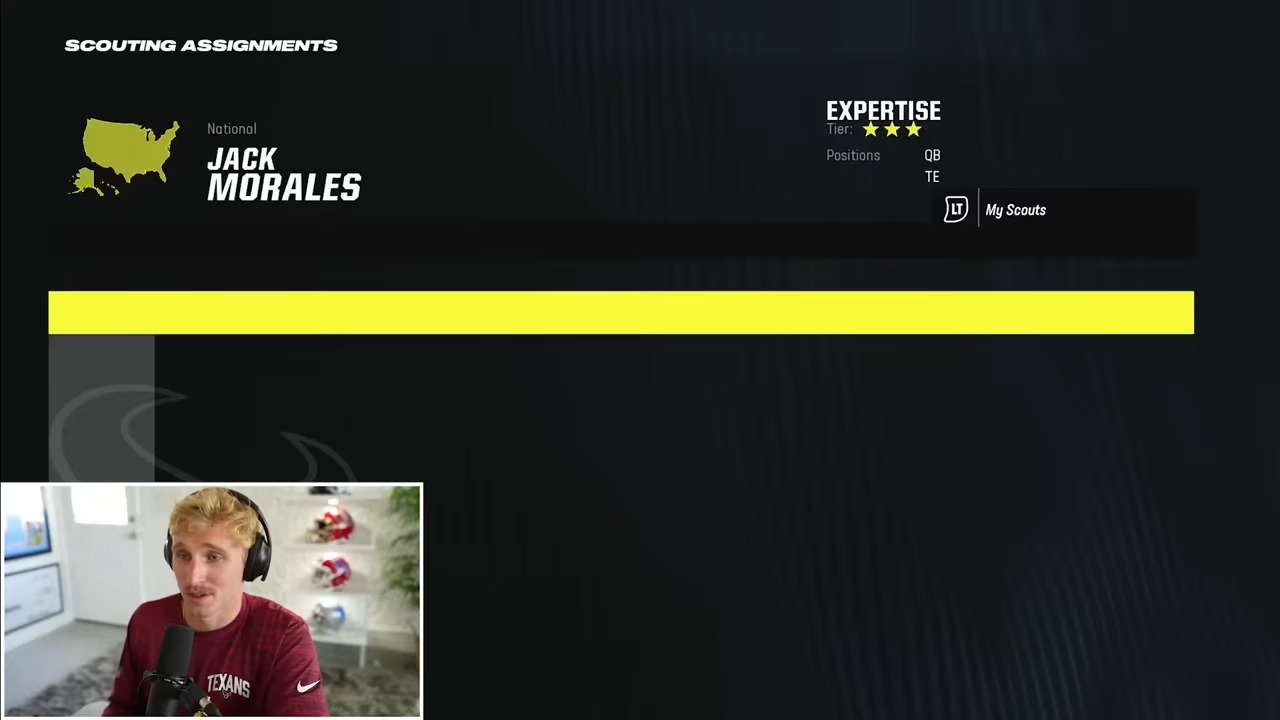 SCOUTING ASSIGNMENTS
National
JACK
MORALES
EXPERTISE
Tier:
Positions QB
TE
LT My Scouts
TEXANS